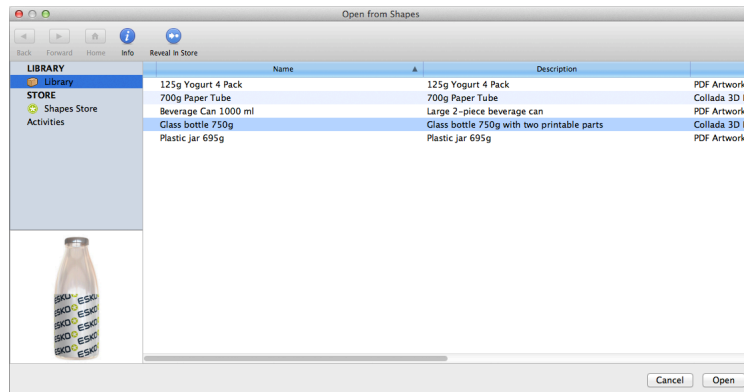 Open from Shapes
Back Forward Home Info Reveal in Store
LIBRARY
Library
STORE
Shapes Store
Activities
Name Description
125g Yogurt 4 Pack 125g Yogurt 4 Pack PDF Artwork
700g Paper Tube 700g Paper Tube Collada 3D
Beverage Can 1000 ml Large 2-piece beverage can PDF Artwork
Glass bottle 750g Glass bottle 750g with two printable parts Collada 3D
Plastic jar 695g Plastic jar 695g PDF Artwork
ESKO ESKO
ESKO ESKO
ESKO ESKO
ESKO ESKO
Cancel Open